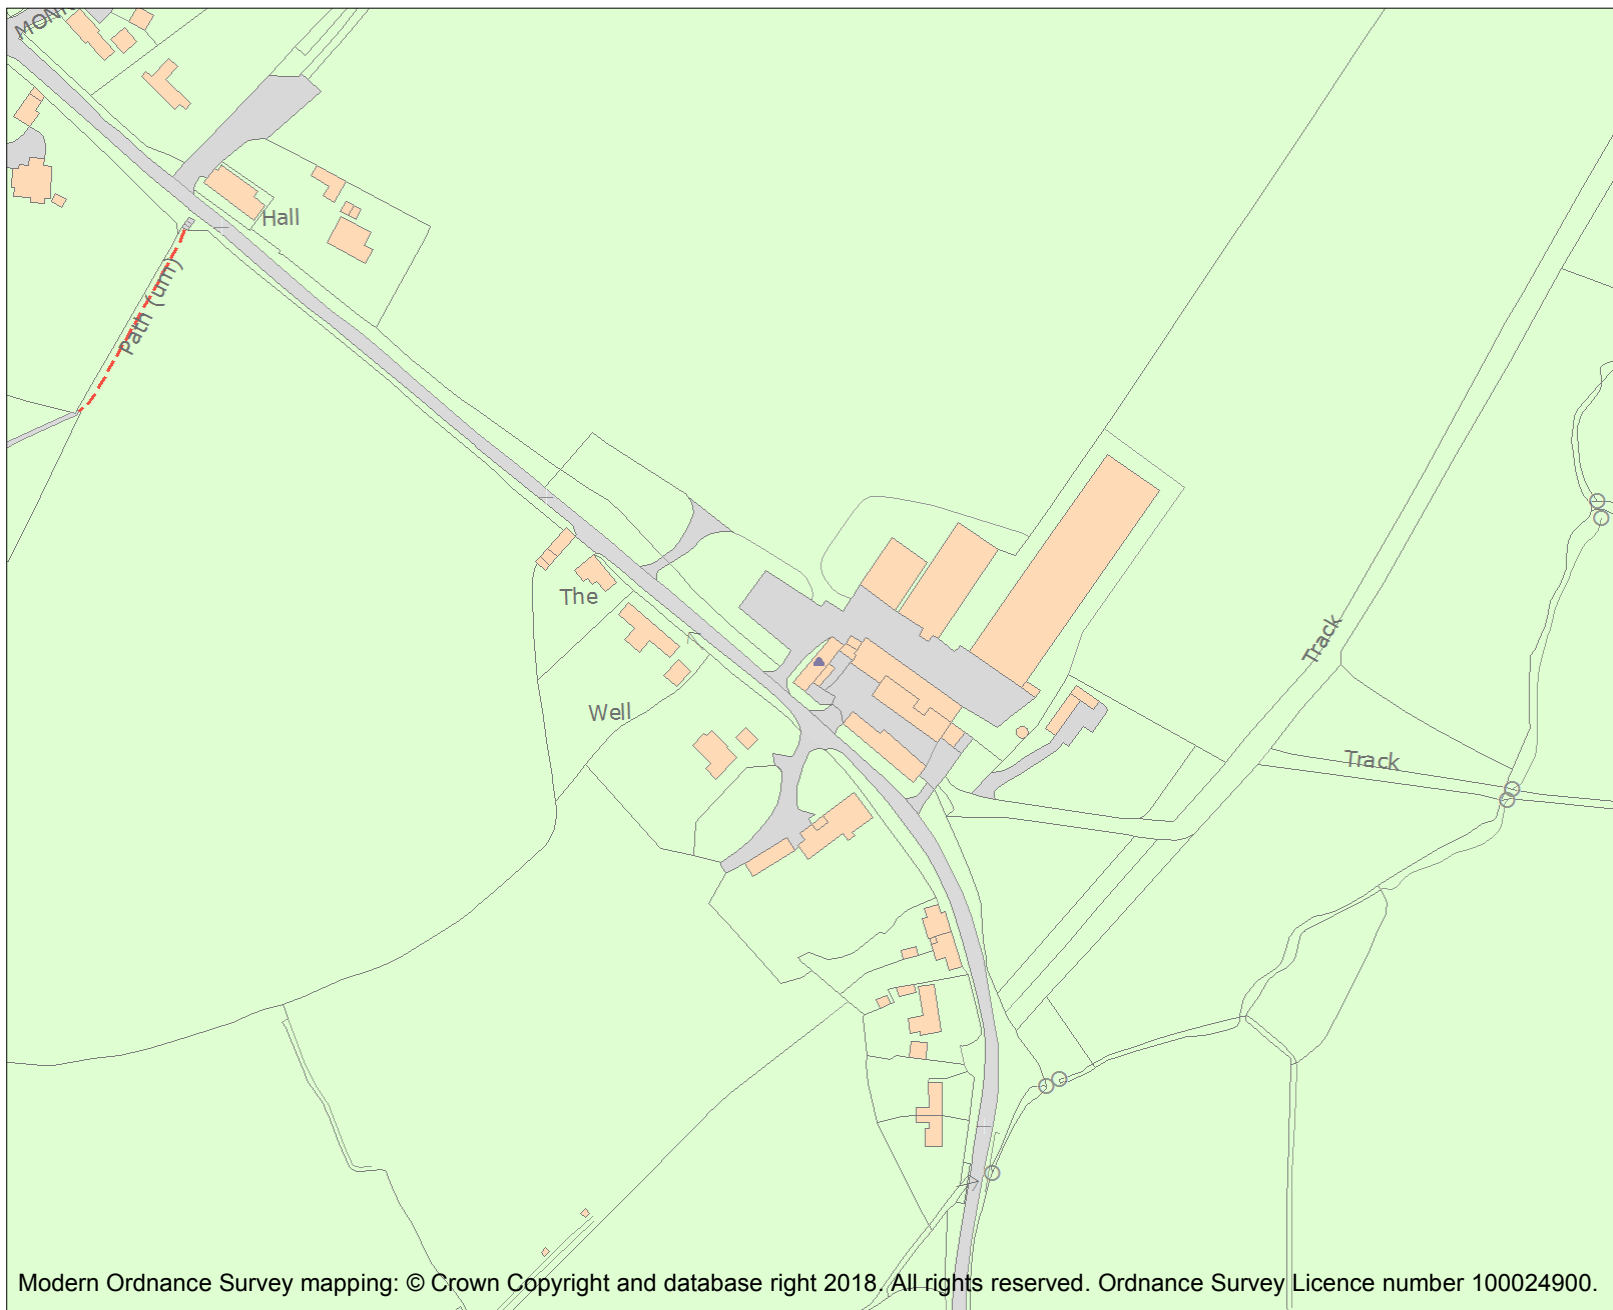 Hall
Path (um)
The
Well
Track
Track
Modern Ordnance Survey mapping: © Crown Copyright and database right 2018. All rights reserved. Ordnance Survey Licence number 100024900.